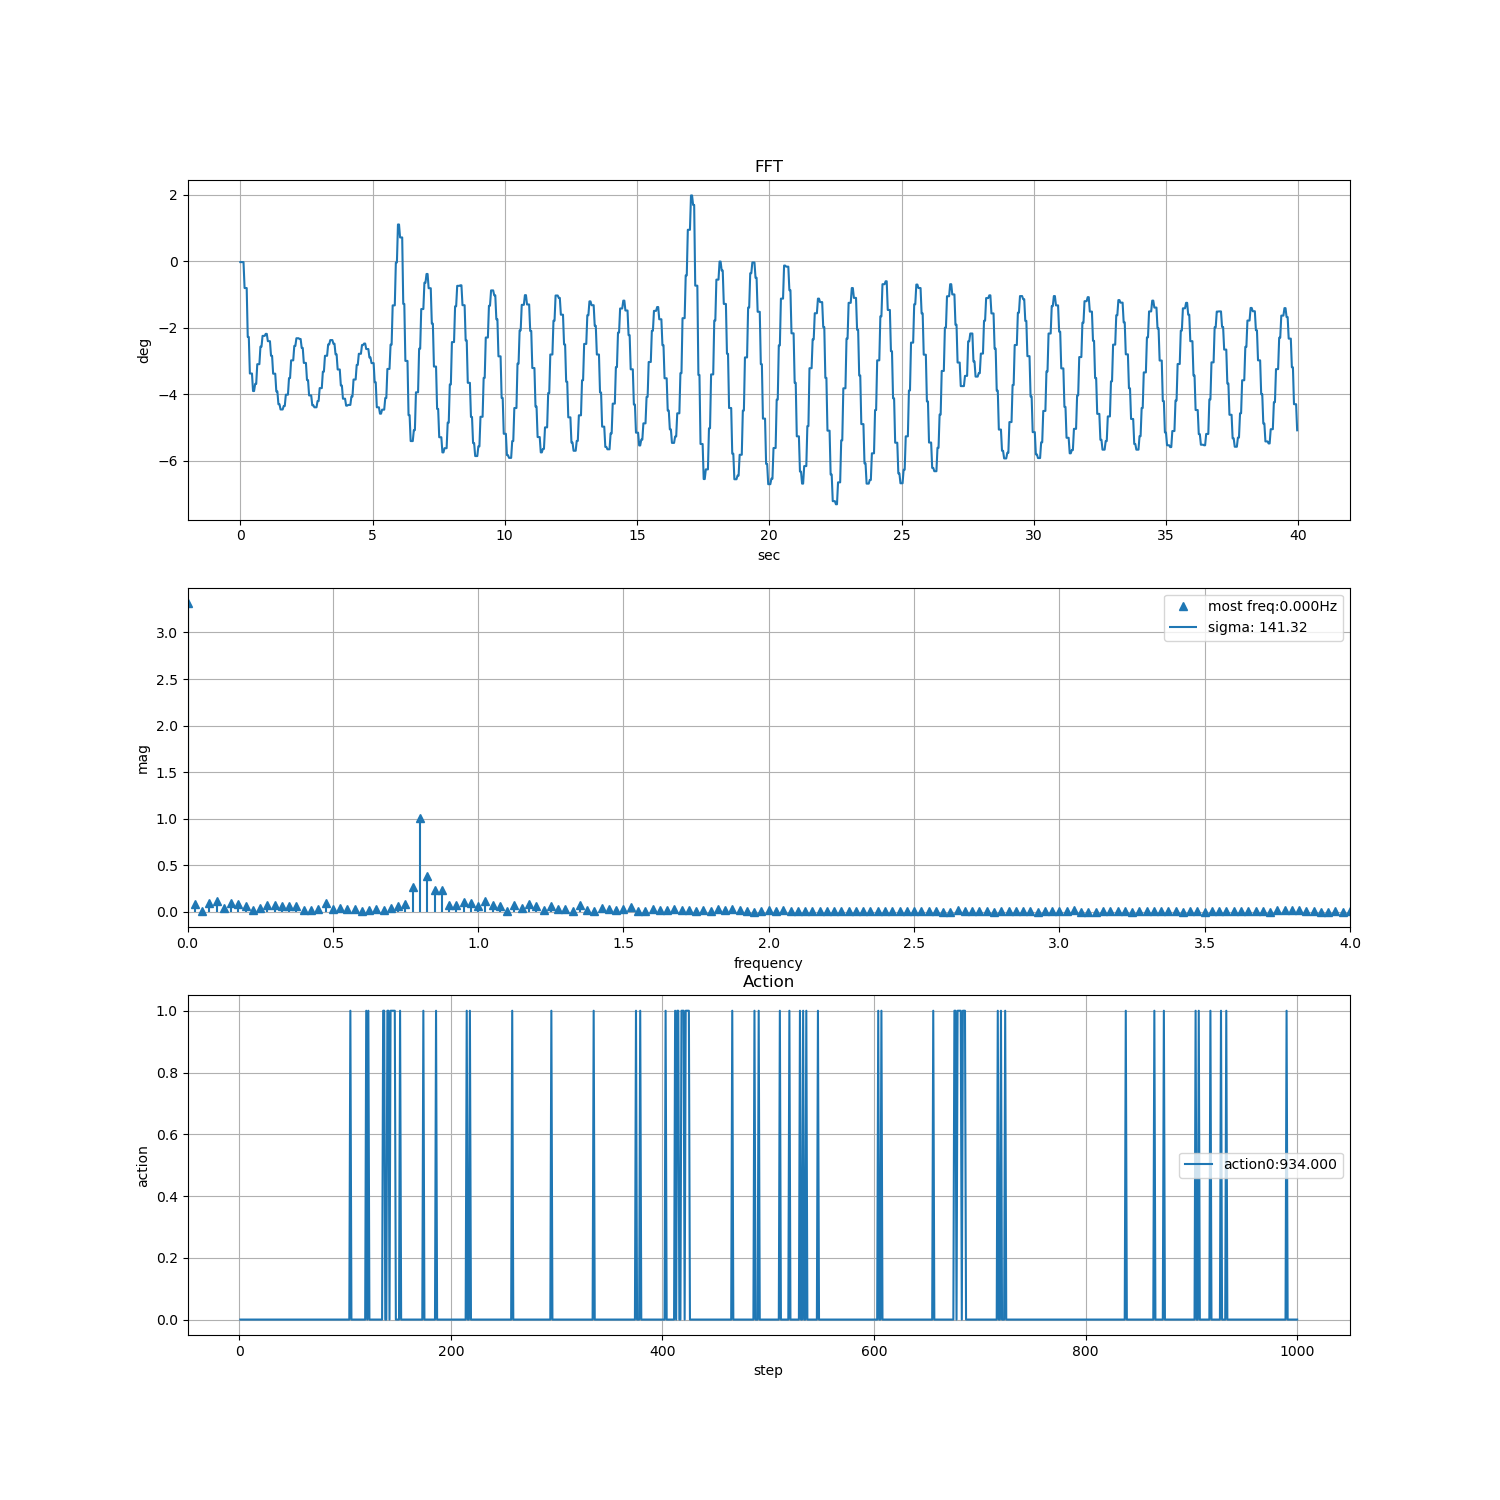 FFT
2
0
−2
−4
−6
deg
0 5 10 15 20 25 30 35 40
sec
most freq:0.000Hz
sigma: 141.32
3.0
2.5
2.0
1.5
1.0
0.5
0.0
mag
0.0 0.5 1.0 1.5 2.0 2.5 3.0 3.5 4.0
frequency
Action
1.0
0.8
0.6
0.4
0.2
0.0
action
action0:934.000
0 200 400 600 800 1000
step